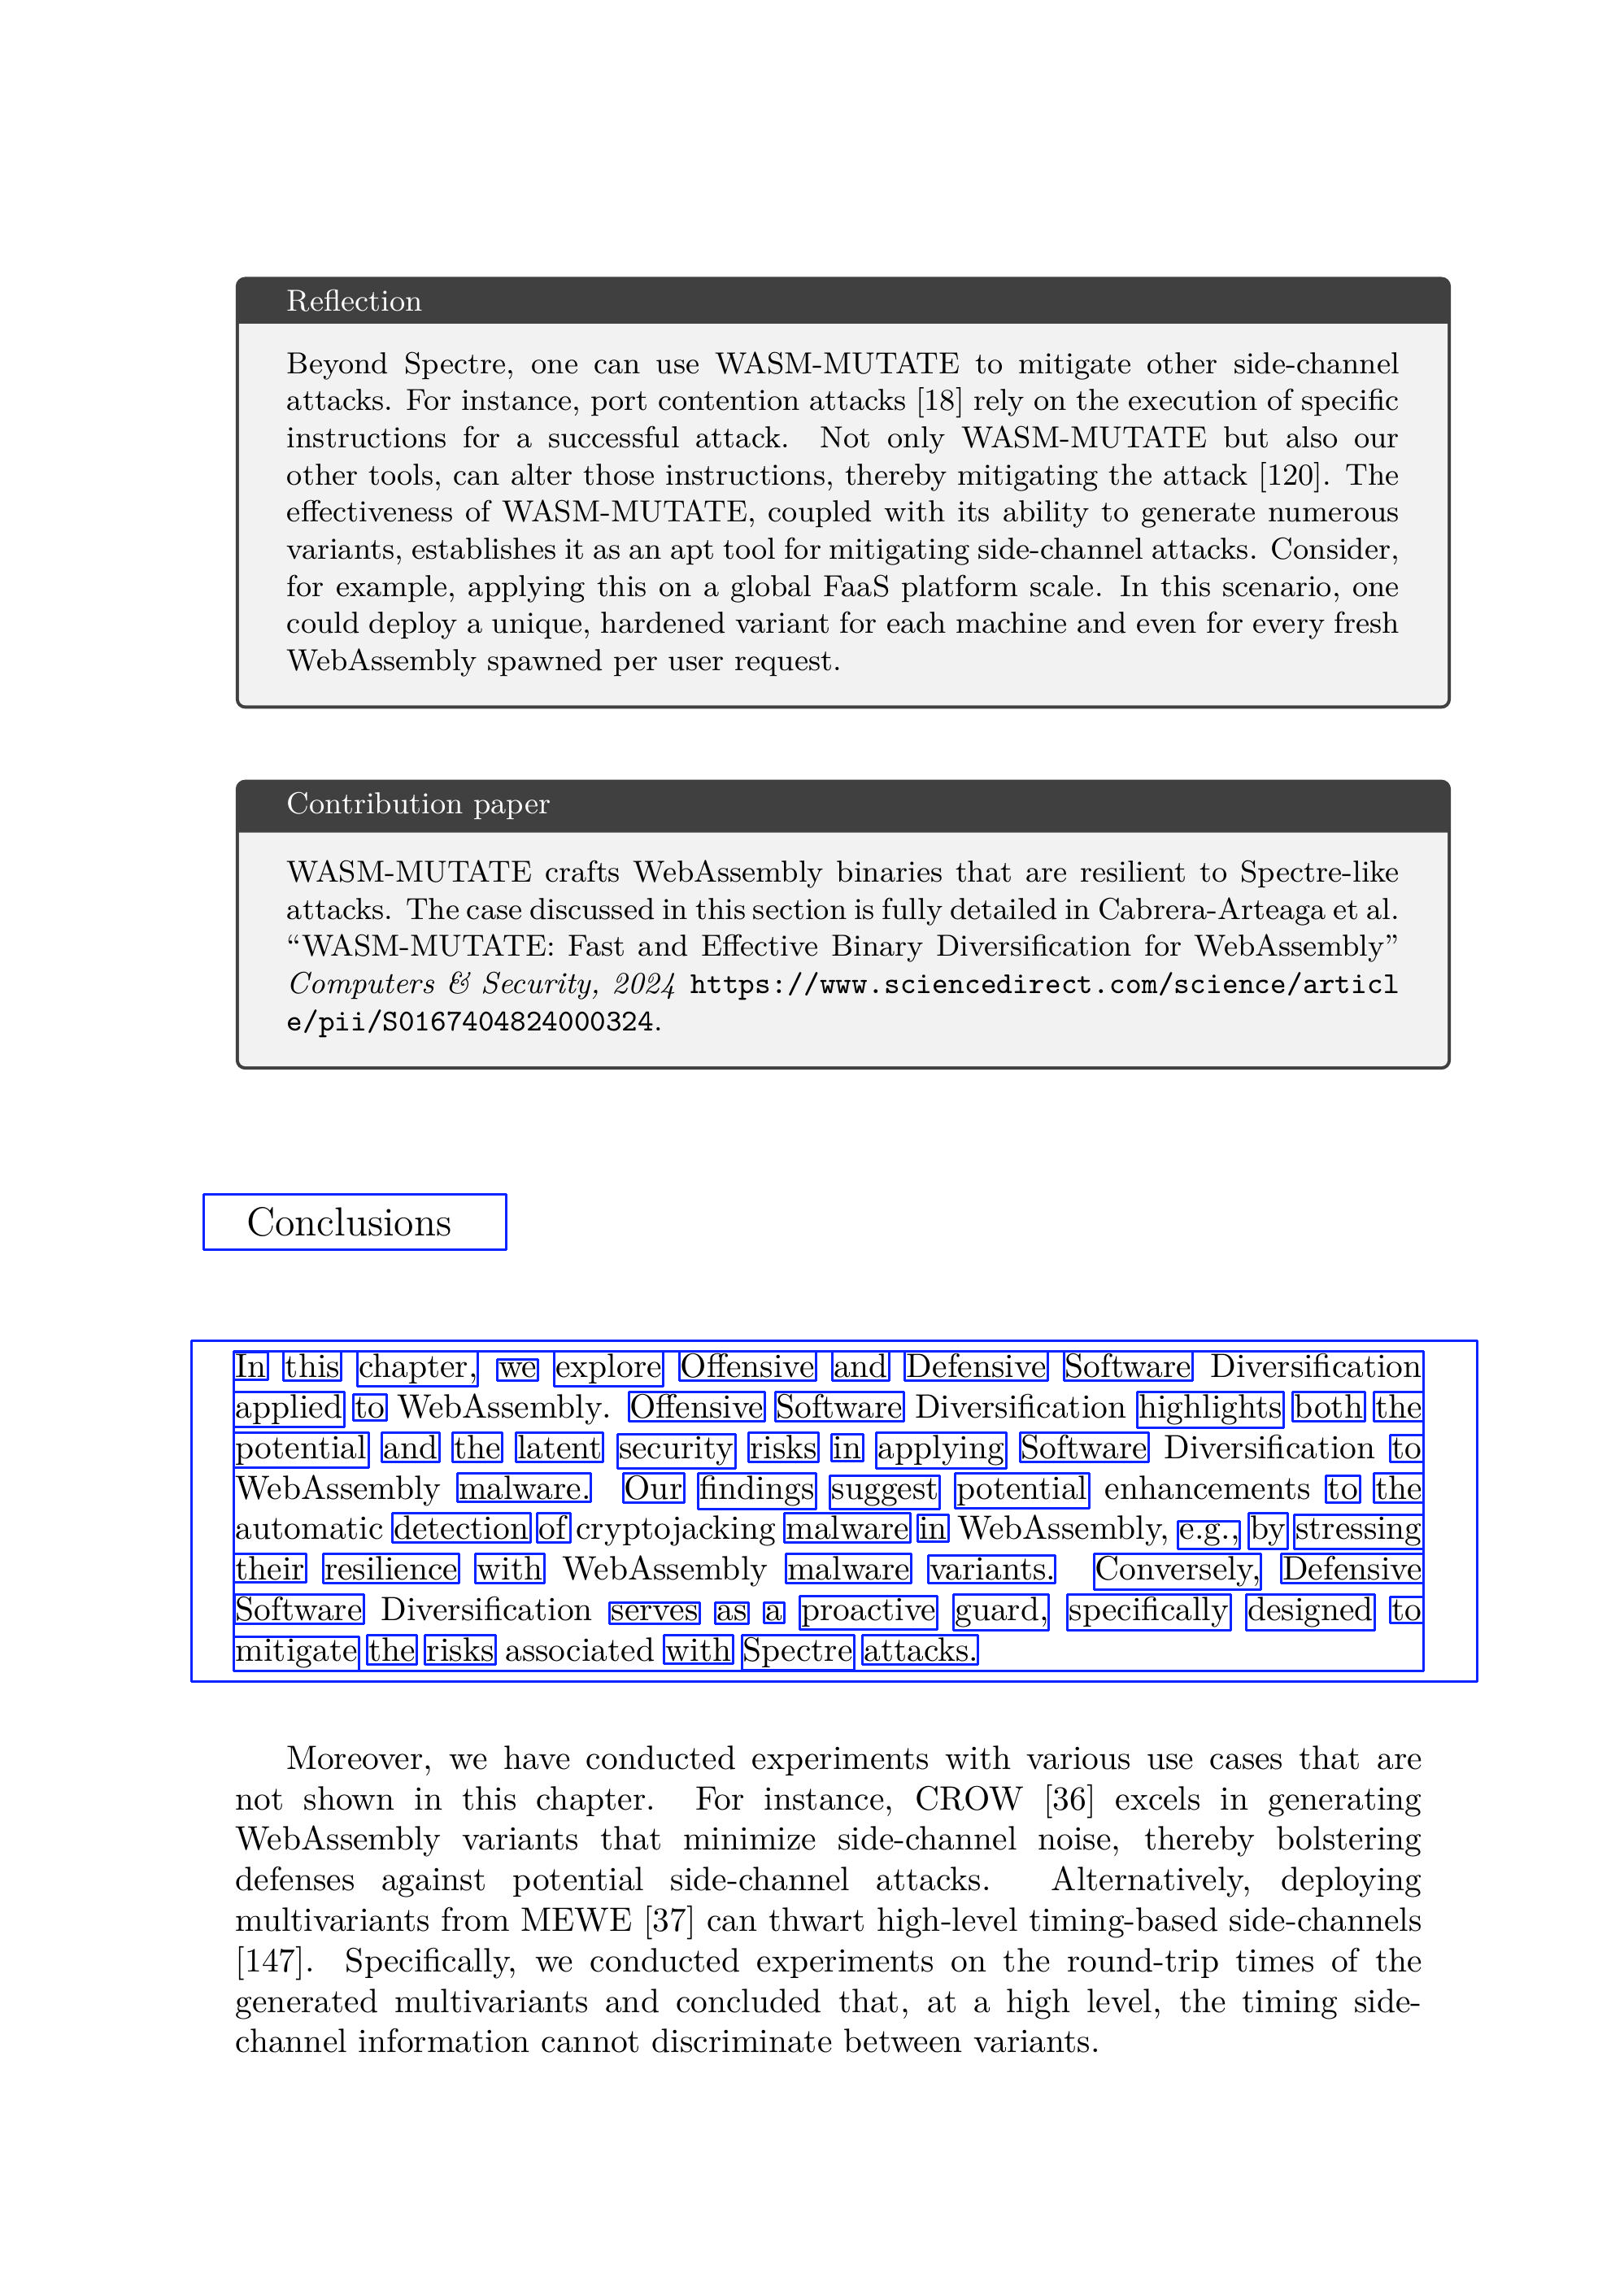 Reflection
Beyond Spectre, one can use WASM-MUTATE to mitigate other side-channel
attacks. For instance, port contention attacks [18] rely on the execution of specific
instructions for a successful attack. Not only WASM-MUTATE but also our
other tools, can alter those instructions, thereby mitigating the attack [120]. The
effectiveness of WASM-MUTATE, coupled with its ability to generate numerous
variants, establishes it as an apt tool for mitigating side-channel attacks. Consider,
for example, applying this on a global FaaS platform scale. In this scenario, one
could deploy a unique, hardened variant for each machine and even for every fresh
WebAssembly spawned per user request.
Contribution paper
WASM-MUTATE crafts WebAssembly binaries that are resilient to Spectre-like
attacks. The case discussed in this section is fully detailed in Cabrera-Arteaga et al.
“WASM-MUTATE: Fast and Effective Binary Diversification for WebAssembly”
Computers & Security, 2024 https://www.sciencedirect.com/science/articl
e/pii/S0167404824000324.
Conclusions
In this chapter, we explore Offensive and Defensive Software Diversification
applied to WebAssembly. Offensive Software Diversification highlights both the
potential and the latent security risks in applying Software Diversification to
WebAssembly malware. Our findings suggest potential enhancements to the
automatic detection of cryptojacking malware in WebAssembly, e.g., by stressing
their resilience with WebAssembly malware variants. Conversely, Defensive
Software Diversification serves as a proactive guard, specifically designed to
mitigate the risks associated with Spectre attacks.
Moreover, we have conducted experiments with various use cases that are
not shown in this chapter. For instance, CROW [36] excels in generating
WebAssembly variants that minimize side-channel noise, thereby bolstering
defenses against potential side-channel attacks. Alternatively, deploying
multivariants from MEWE [37] can thwart high-level timing-based side-channels
[147]. Specifically, we conducted experiments on the round-trip times of the
generated multivariants and concluded that, at a high level, the timing side-
channel information cannot discriminate between variants.